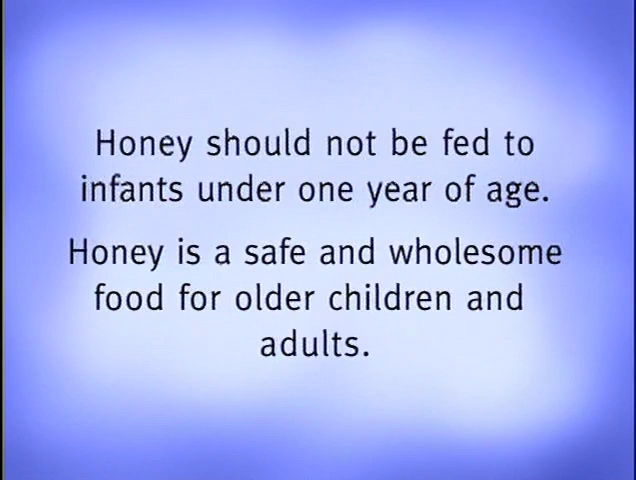 Honey should not be fed to
infants under one year of age.
Honey is a safe and wholesome
food for older children and
adults.